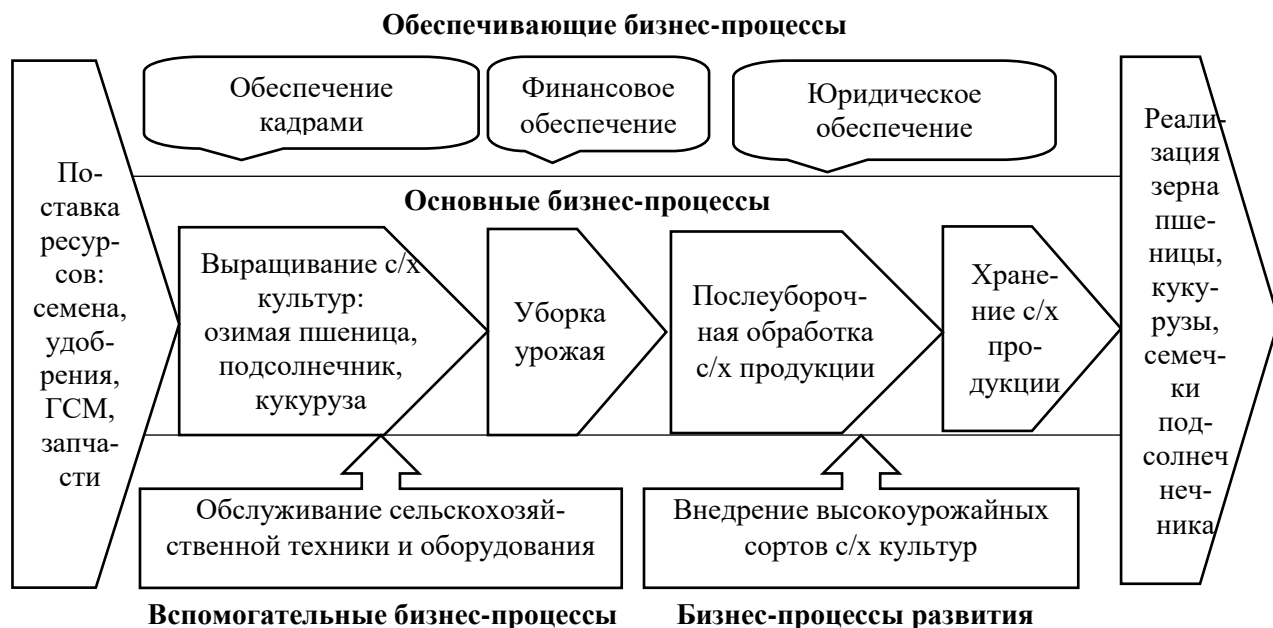 Обеспечивающие бизнес-процессы
Обеспечение
кадрами
Финансовое
обеспечение
Юридическое
обеспечение
По-
ставка
ресур-
сов:
семена,
удоб-
рения,
ГСМ,
запча-
сти
Основные бизнес-процессы
Выращивание с/х
культур:
озимая пшеница,
подсолнечник,
кукуруза
Уборка
урожая
Послеубороч-
ная обработка
с/х продукции
Хране-
ние с/х
про-
дукции
Реали-
зация
зерна
пше-
ницы,
куку-
рузы,
семеч-
ки
под-
солнеч
неч-
ника
Обслуживание сельскохозяй-
ственной техники и оборудования
Внедрение высокоурожайных
сортов с/х культур
Вспомогательные бизнес-процессы
Бизнес-процессы развития